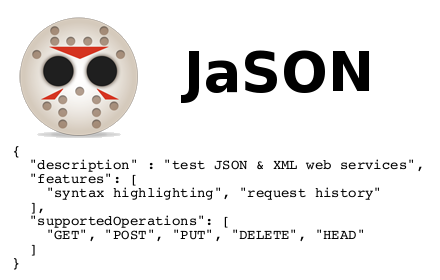 JaSON
{
  "description" : "test JSON & XML web services",
  "features": [
    "syntax highlighting", "request history"
  ],
  "supportedOperations": [
    "GET", "POST", "PUT", "DELETE", "HEAD"
  ]
}